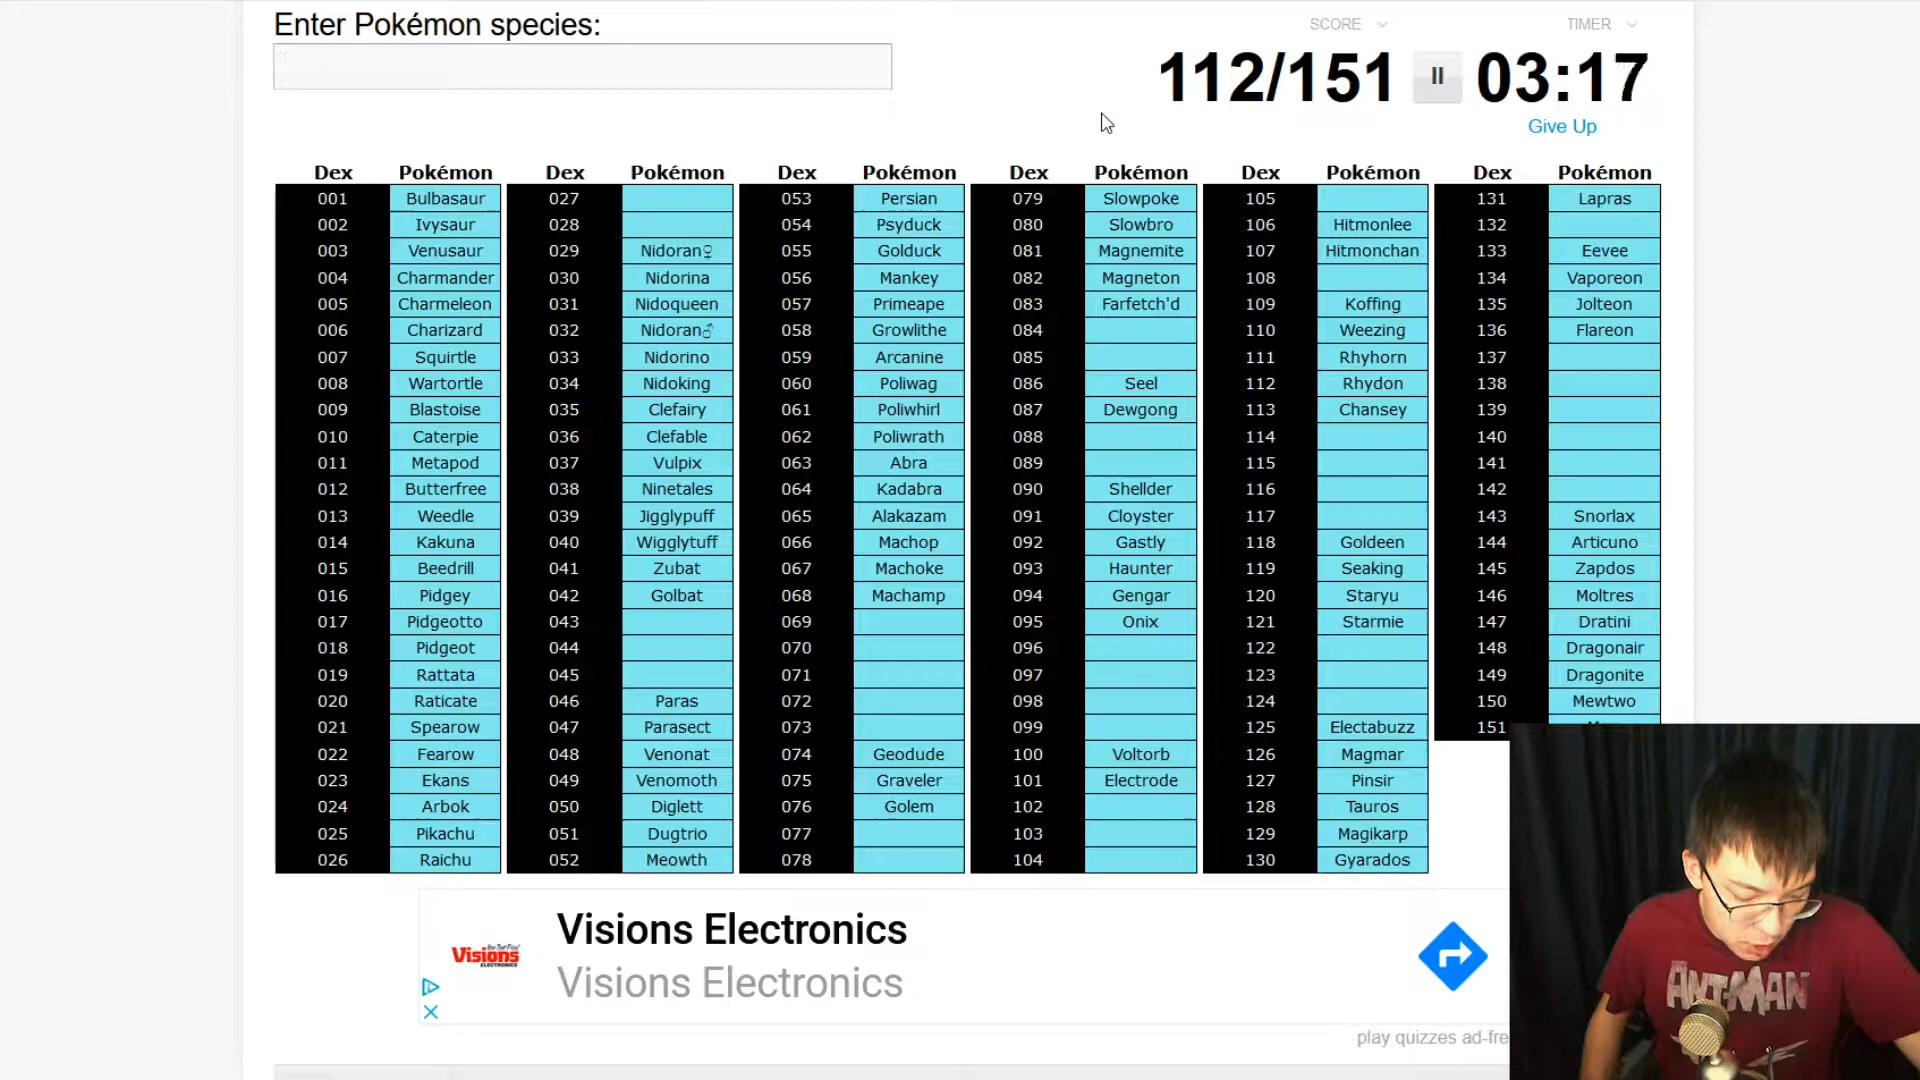 Enter Pokémon species:
SCORE
TIMER
112/151
03:17
Give Up
Dex Pokémon Dex Pokémon Dex Pokémon Dex Pokémon Dex Pokémon Dex Pokémon
001 Bulbasaur 027 053 Persian 079 Slowpoke 105 131 Lapras
002 Ivysaur 028 054 Psyduck 080 Slowbro 106 Hitmonlee 132
003 Venusaur 029 Nidoran♀ 055 Golduck 081 Magnemite 107 Hitmonchan 133 Eevee
004 Charmander 030 Nidorina 056 Mankey 082 Magneton 108 134 Vaporeon
005 Charmeleon 031 Nidoqueen 057 Primeape 083 Farfetch'd 109 Koffing 135 Jolteon
006 Charizard 032 Nidoran♂ 058 Growlithe 084 110 Weezing 136 Flareon
007 Squirtle 033 Nidorino 059 Arcanine 085 111 Rhyhorn 137
008 Wartortle 034 Nidoking 060 Poliwag 086 Seel 112 Rhydon 138
009 Blastoise 035 Clefairy 061 Poliwhirl 087 Dewgong 113 Chansey 139
010 Caterpie 036 Clefable 062 Poliwrath 088 114 140
011 Metapod 037 Vulpix 063 Abra 089 115 141
012 Butterfree 038 Ninetales 064 Kadabra 090 Shellder 116 142
013 Weedle 039 Jigglypuff 065 Alakazam 091 Cloyster 117 143 Snorlax
014 Kakuna 040 Wigglytuff 066 Machop 092 Gastly 118 Goldeen 144 Articuno
015 Beedrill 041 Zubat 067 Machoke 093 Haunter 119 Seaking 145 Zapdos
016 Pidgey 042 Golbat 068 Machamp 094 Gengar 120 Staryu 146 Moltres
017 Pidgeotto 043 069 095 Onix 121 Starmie 147 Dratini
018 Pidgeot 044 070 096 122 148 Dragonair
019 Rattata 045 071 097 123 149 Dragonite
020 Raticate 046 Paras 072 098 124 150 Mewtwo
021 Spearow 047 Parasect 073 099 125 Electabuzz 151
022 Fearow 048 Venonat 074 Geodude 100 Voltorb 126 Magmar
023 Ekans 049 Venomoth 075 Graveler 101 Electrode 127 Pinsir
024 Arbok 050 Diglett 076 Golem 102 128 Tauros
025 Pikachu 051 Dugtrio 077 103 129 Magikarp
026 Raichu 052 Meowth 078 104 130 Gyarados
Visions Electronics
Visions
ELECTRONICS
Visions Electronics
play quizzes ad-fre
ANT-MAN